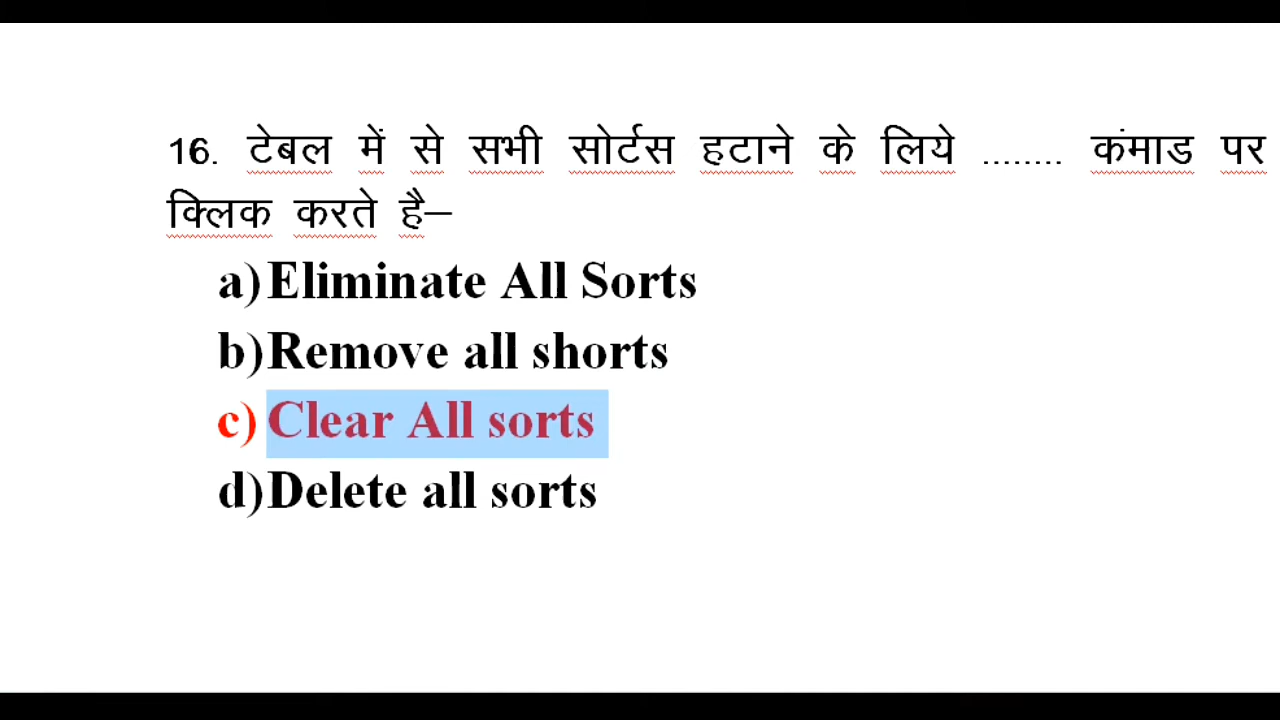 16. टेबल में से सभी सोर्टस हटाने के लिये ........ कंमाड पर
क्लिक करते है–
a) Eliminate All Sorts
b) Remove all shorts
c) Clear All sorts
d) Delete all sorts